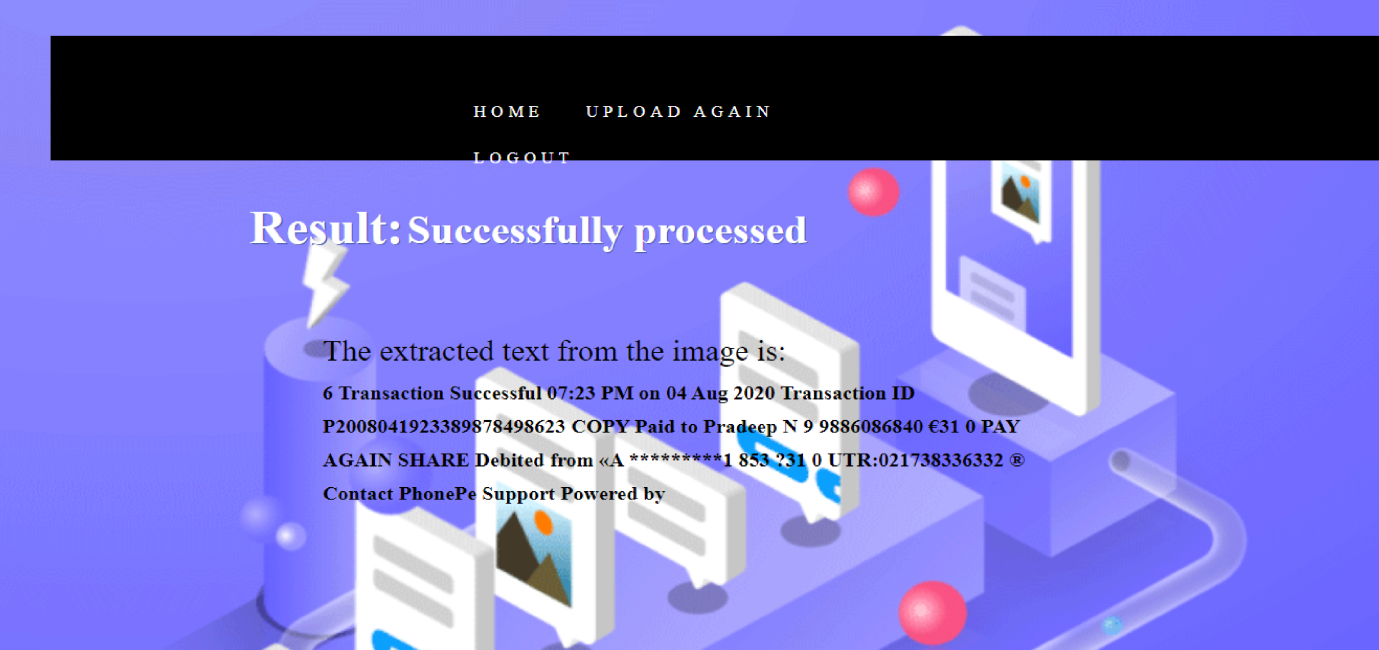 HOME UPLOAD AGAIN
LOGOUT
Result: Successfully processed
The extracted text from the image is:
6 Transaction Successful 07:23 PM on 04 Aug 2020 Transaction ID
P2008041923389878498623 COPY Paid to Pradeep N 9 9886086840 €31 0 PAY
AGAIN SHARE Debited from «A *********1 853 ?31 0 UTR:021738336332 ®
Contact PhonePe Support Powered by